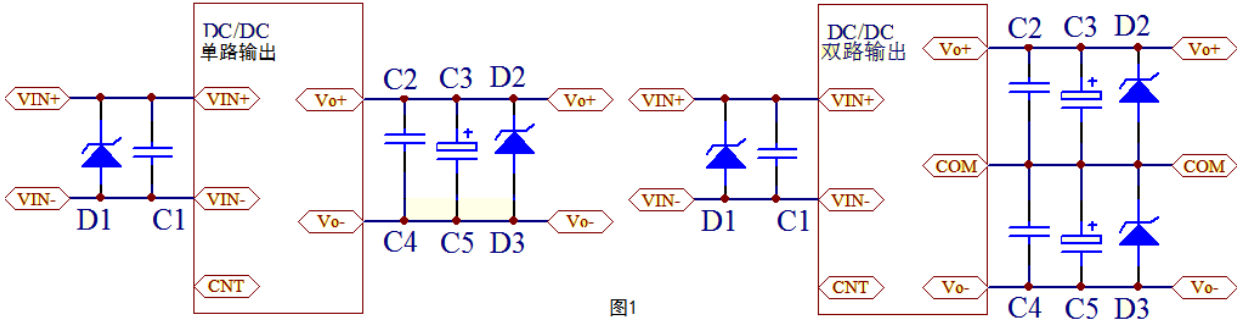 DC/DC
单路输出
VIN+
VIN+
VIN-
VIN-
D1
C1
CNT
Vo+
C2
C3
D2
Vo+
Vo-
C4
C5
D3
Vo-
DC/DC
双路输出
VIN+
VIN+
VIN-
VIN-
D1
C1
CNT
Vo+
C2
C3
D2
Vo+
COM
COM
Vo-
C4
C5
D3
Vo-
图1